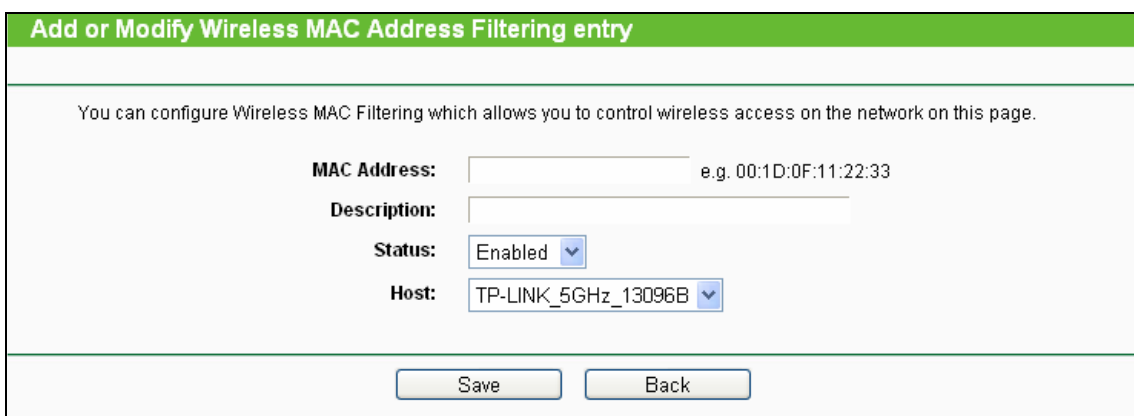 Add or Modify Wireless MAC Address Filtering entry
You can configure Wireless MAC Filtering which allows you to control wireless access on the network on this page.
MAC Address: e.g. 00:1D:0F:11:22:33
Description:
Status: Enabled
Host: TP-LINK_5GHz_13096B
Save Back